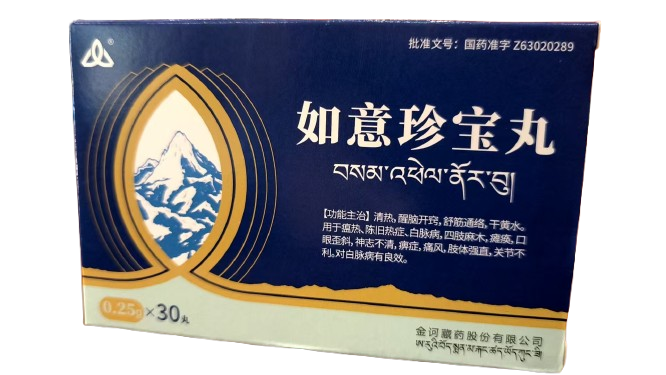 批准文号：国药准字 Z63020289
如意珍宝丸
བསམ་འཕེལ་ནོར་བུ།
【功能主治】清热，醒脑开窍，舒筋通络，干黄水。
用于瘟热、陈旧热症、白脉病，四肢麻木，瘫痪，口
眼歪斜，神志不清，痹症，痛风，肢体强直，关节不
利。对白脉病有良效。
0.25g×30丸
金诃藏药股份有限公司